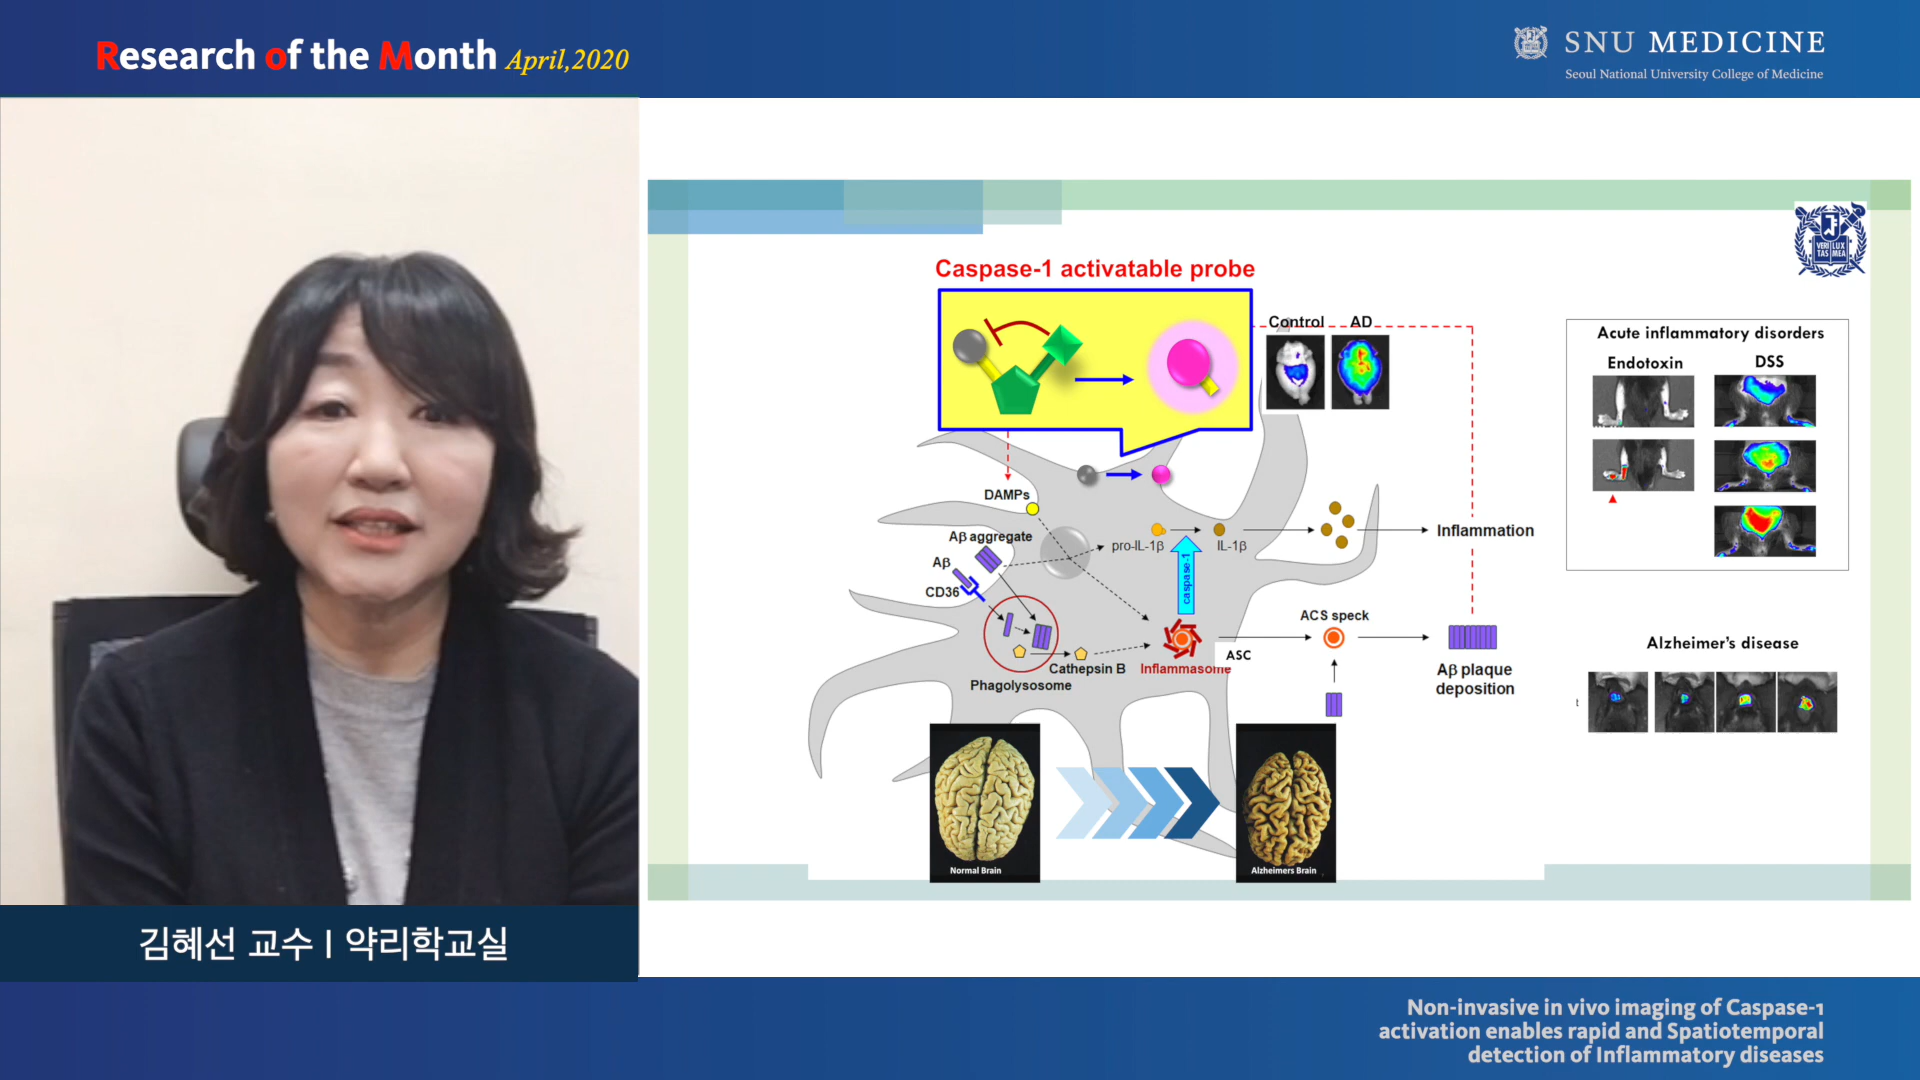 Research of the Month April,2020
SNU MEDICINE
Seoul National University College of Medicine
Caspase-1 activatable probe
Control AD
DAMPs
Aβ aggregate
Aβ
CD36
pro-IL-1β
IL-1β
caspase-1
Inflammation
ACS speck
ASC
Cathepsin B
Inflammasome
Phagolysosome
Aβ plaque
deposition
Normal Brain
Alzheimers Brain
VERI LUX
TAS MEA
Acute inflammatory disorders
Endotoxin DSS
Alzheimer's disease
t
김혜선 교수 | 약리학교실
Non-invasive in vivo imaging of Caspase-1
activation enables rapid and Spatiotemporal
detection of Inflammatory diseases